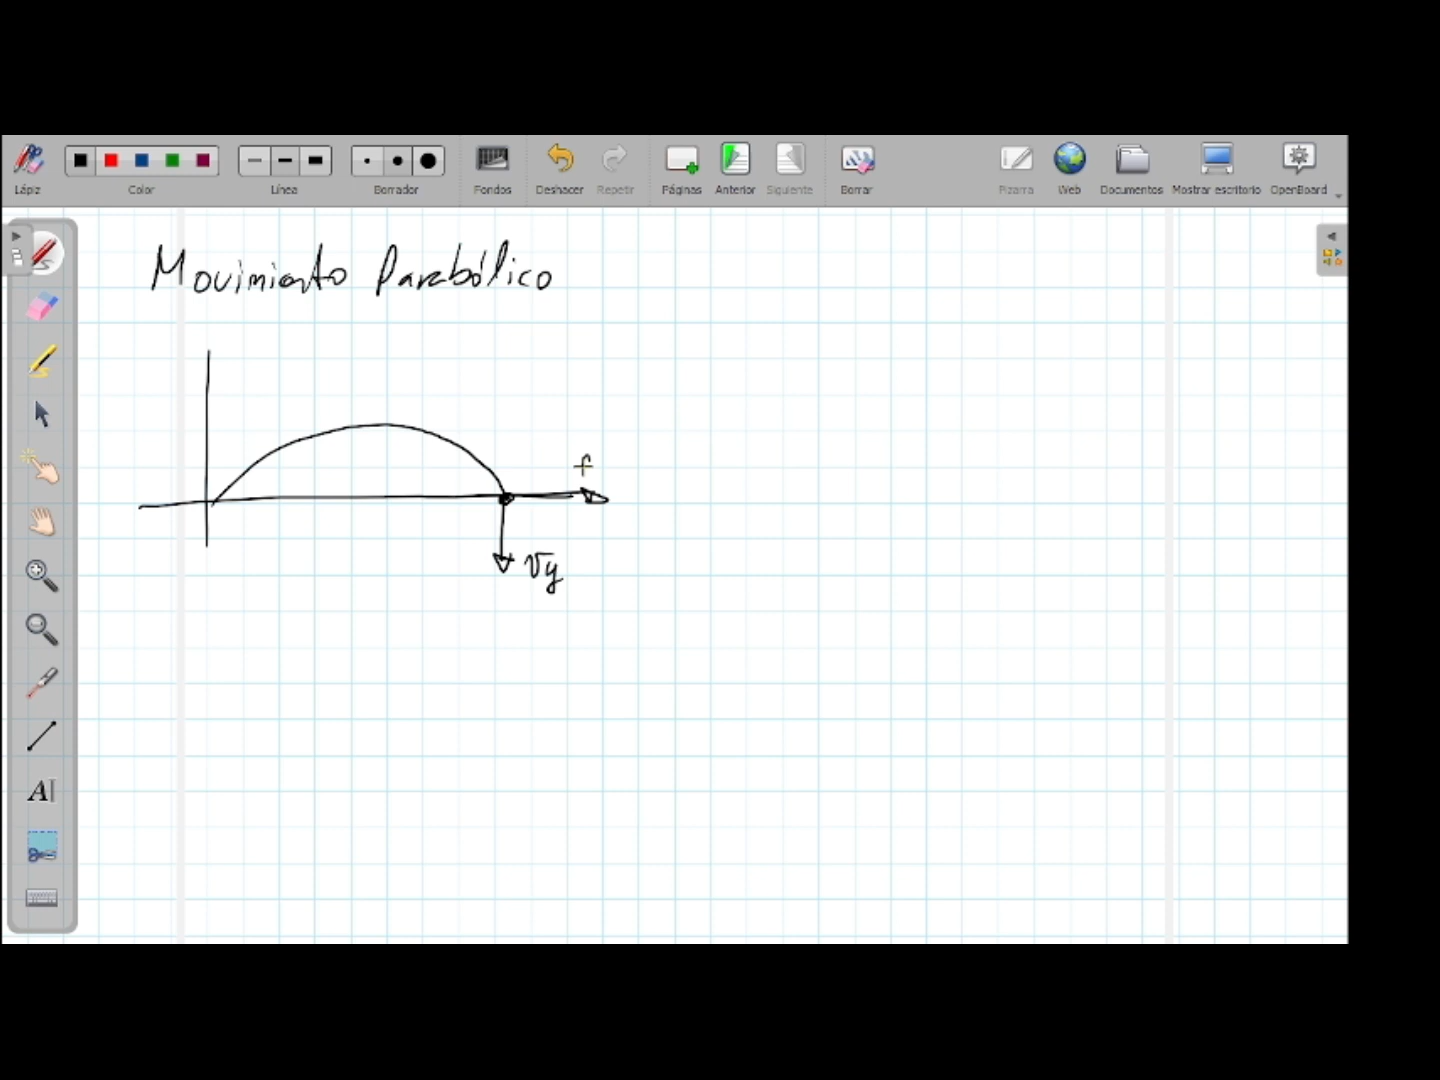 Lápiz
Color
Línea
Borrador
Fondos
Deshacer
Repetir
Páginas
Anterior
Siguiente
Borrar
Pizarra
Web
Documentos
Mostrar escritorio
OpenBoard
Movimiento Parabólico
vy
A